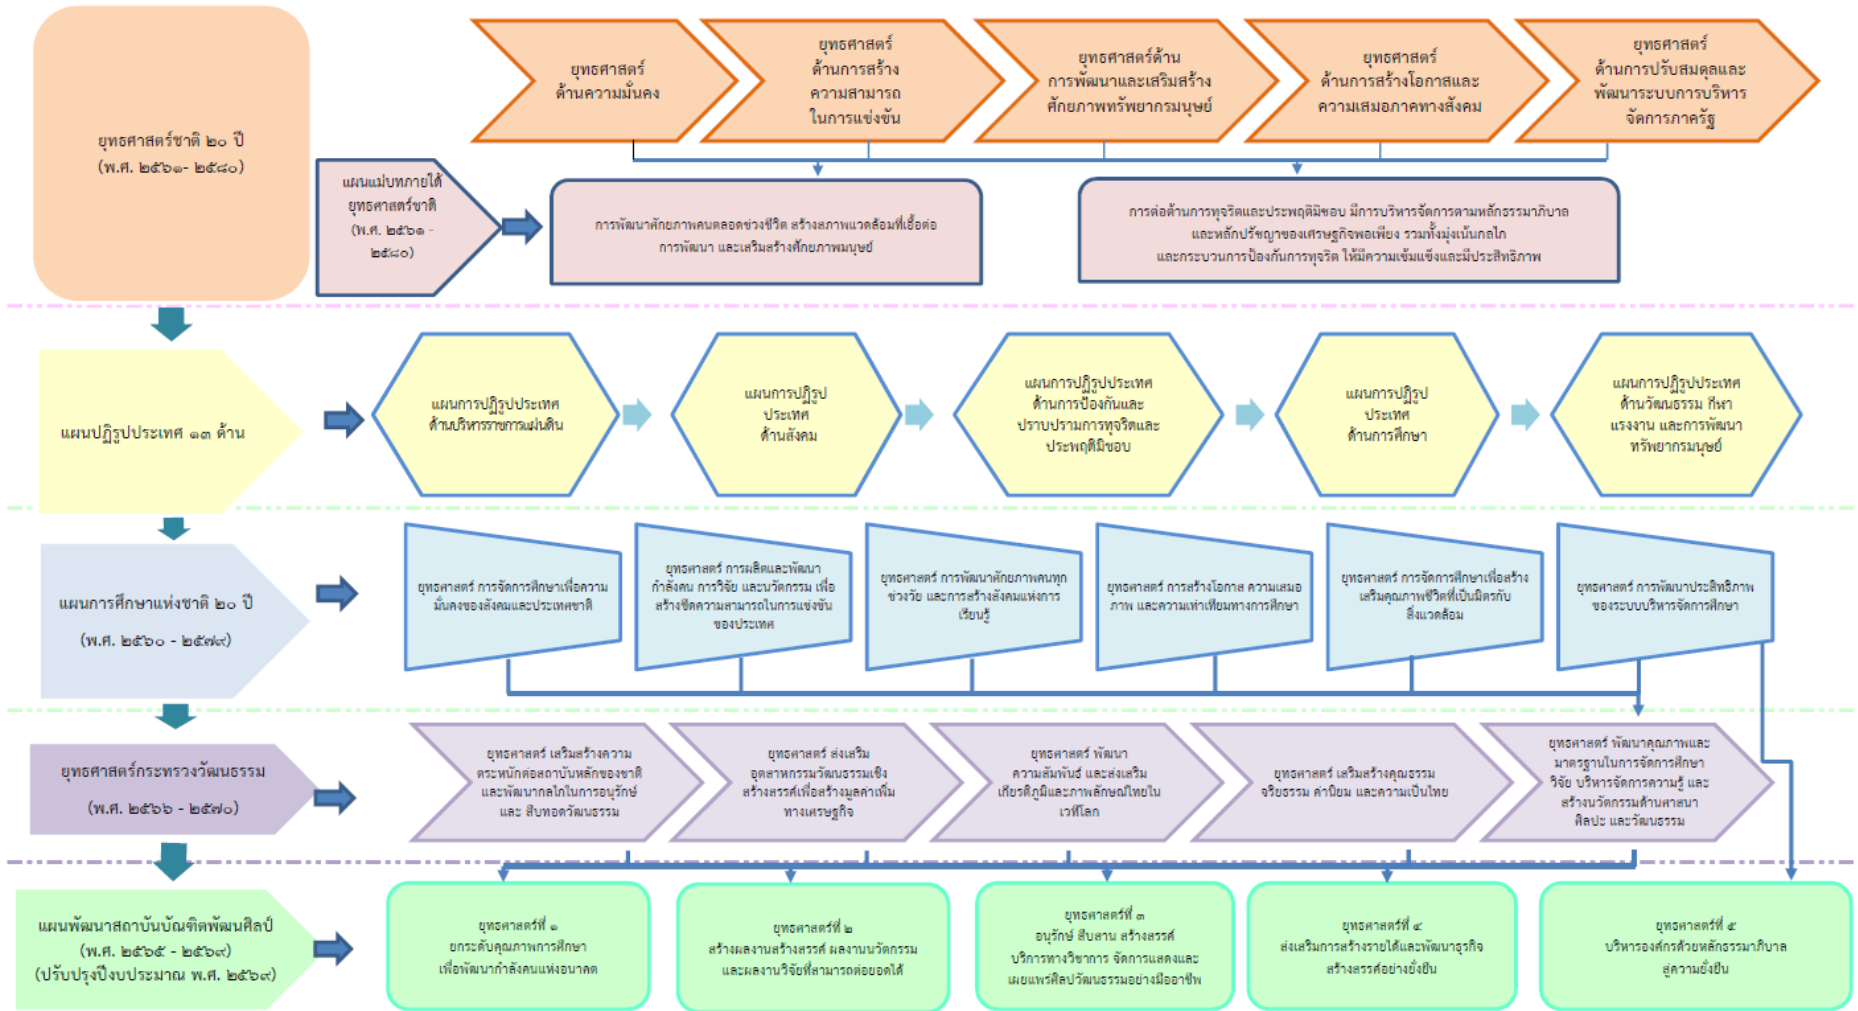 ยุทธศาสตร์ชาติ ๒๐ ปี
(พ.ศ. ๒๕๖๑- ๒๕๘๐)
ยุทธศาสตร์
ด้านความมั่นคง
ยุทธศาสตร์
ด้านการสร้าง
ความสามารถ
ในการแข่งขัน
ยุทธศาสตร์ด้าน
การพัฒนาและเสริมสร้าง
ศักยภาพทรัพยากรมนุษย์
ยุทธศาสตร์
ด้านการสร้างโอกาสและ
ความเสมอภาคทางสังคม
ยุทธศาสตร์
ด้านการปรับสมดุลและ
พัฒนาระบบการบริหาร
จัดการภาครัฐ
แผนแม่บทภายใต้
ยุทธศาสตร์ชาติ
(พ.ศ. ๒๕๖๑ -
๒๕๘๐)
การพัฒนาศักยภาพคนตลอดช่วงชีวิต สร้างสภาพแวดล้อมที่เอื้อต่อ
การพัฒนา และเสริมสร้างศักยภาพมนุษย์
การต่อต้านการทุจริตและประพฤติมิชอบ มีการบริหารจัดการตามหลักธรรมาภิบาล
และหลักปรัชญาของเศรษฐกิจพอเพียง รวมทั้งมุ่งเน้นกลไก
และกระบวนการป้องกันการทุจริต ให้มีความเข้มแข็งและมีประสิทธิภาพ
แผนปฏิรูปประเทศ ๑๓ ด้าน
แผนการปฏิรูปประเทศ
ด้านบริหารราชการแผ่นดิน
แผนการปฏิรูป
ประเทศ
ด้านสังคม
แผนการปฏิรูปประเทศ
ด้านการป้องกันและ
ปราบปรามการทุจริตและ
ประพฤติมิชอบ
แผนการปฏิรูป
ประเทศ
ด้านการศึกษา
แผนการปฏิรูปประเทศ
ด้านวัฒนธรรม กีฬา
แรงงาน และการพัฒนา
ทรัพยากรมนุษย์
แผนการศึกษาแห่งชาติ ๒๐ ปี
(พ.ศ. ๒๕๖๐ - ๒๕๗๙)
ยุทธศาสตร์ การจัดการศึกษาเพื่อความ
มั่นคงของสังคมและประเทศชาติ
ยุทธศาสตร์ การผลิตและพัฒนา
กำลังคน การวิจัย และนวัตกรรม เพื่อ
สร้างขีดความสามารถในการแข่งขัน
ของประเทศ
ยุทธศาสตร์ การพัฒนาศักยภาพคนทุก
ช่วงวัย และการสร้างสังคมแห่งการ
เรียนรู้
ยุทธศาสตร์ การสร้างโอกาส ความเสมอ
ภาพ และความเท่าเทียมทางการศึกษา
ยุทธศาสตร์ การจัดการศึกษาเพื่อสร้าง
เสริมคุณภาพชีวิตที่เป็นมิตรกับ
สิ่งแวดล้อม
ยุทธศาสตร์ การพัฒนาประสิทธิภาพ
ของระบบบริหารจัดการศึกษา
ยุทธศาสตร์กระทรวงวัฒนธรรม
(พ.ศ. ๒๕๖๖ - ๒๕๗๐)
ยุทธศาสตร์ เสริมสร้างความ
ตระหนักต่อสถาบันหลักของชาติ
และพัฒนากลไกในการอนุรักษ์
และ สืบทอดวัฒนธรรม
ยุทธศาสตร์ ส่งเสริม
อุตสาหกรรมวัฒนธรรมเชิง
สร้างสรรค์เพื่อสร้างมูลค่าเพิ่ม
ทางเศรษฐกิจ
ยุทธศาสตร์ พัฒนา
ความสัมพันธ์ และส่งเสริม
เกียรติภูมิและภาพลักษณ์ไทยใน
เวทีโลก
ยุทธศาสตร์ เสริมสร้างคุณธรรม
จริยธรรม ค่านิยม และความเป็นไทย
ยุทธศาสตร์ พัฒนาคุณภาพและ
มาตรฐานในการจัดการศึกษา
วิจัย บริหารจัดการความรู้ และ
สร้างนวัตกรรมด้านศาสนา
ศิลปะ และวัฒนธรรม
แผนพัฒนาสถาบันบัณฑิตพัฒนศิลป์
(พ.ศ. ๒๕๖๕ - ๒๕๖๙)
(ปรับปรุงปีงบประมาณ พ.ศ. ๒๕๖๙)
ยุทธศาสตร์ที่ ๑
ยกระดับคุณภาพการศึกษา
เพื่อพัฒนากำลังคนแห่งอนาคต
ยุทธศาสตร์ที่ ๒
สร้างผลงานสร้างสรรค์ ผลงานนวัตกรรม
และผลงานวิจัยที่สามารถต่อยอดได้
ยุทธศาสตร์ที่ ๓
อนุรักษ์ สืบสาน สร้างสรรค์
บริการทางวิชาการ จัดการแสดงและ
เผยแพร่ศิลปวัฒนธรรมอย่างมืออาชีพ
ยุทธศาสตร์ที่ ๔
ส่งเสริมการสร้างรายได้และพัฒนาธุรกิจ
สร้างสรรค์อย่างยั่งยืน
ยุทธศาสตร์ที่ ๕
บริหารองค์กรด้วยหลักธรรมาภิบาล
สู่ความยั่งยืน